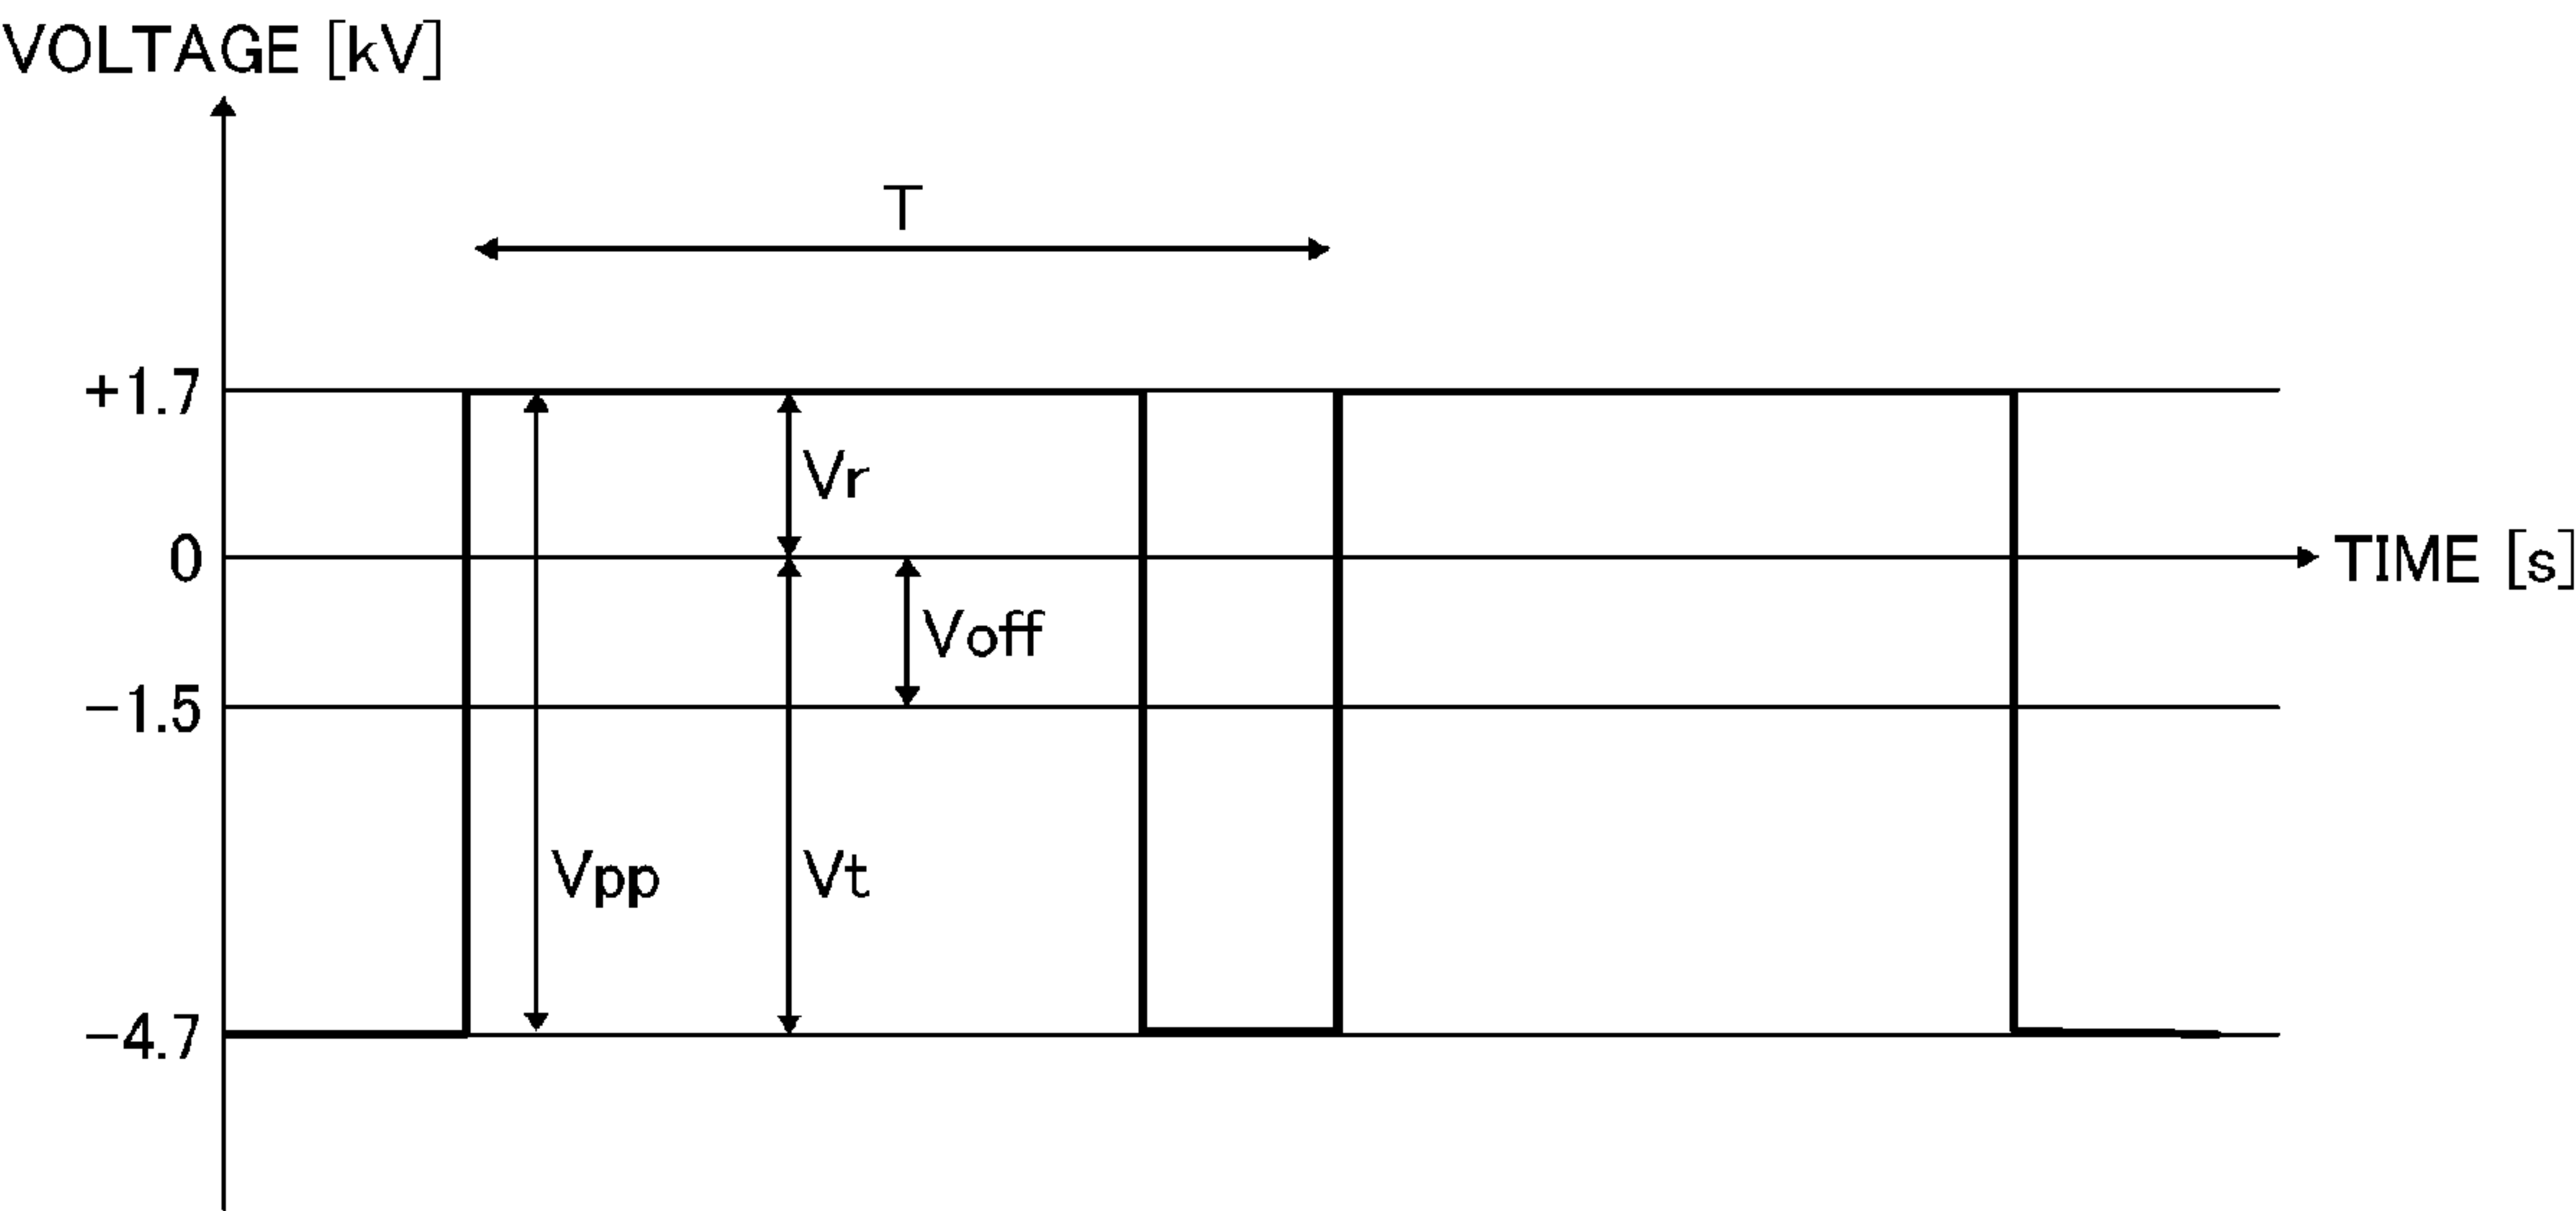 VOLTAGE [kV]
T
+1.7
Vr
0
TIME [s]
Voff
−1.5
Vpp
Vt
−4.7